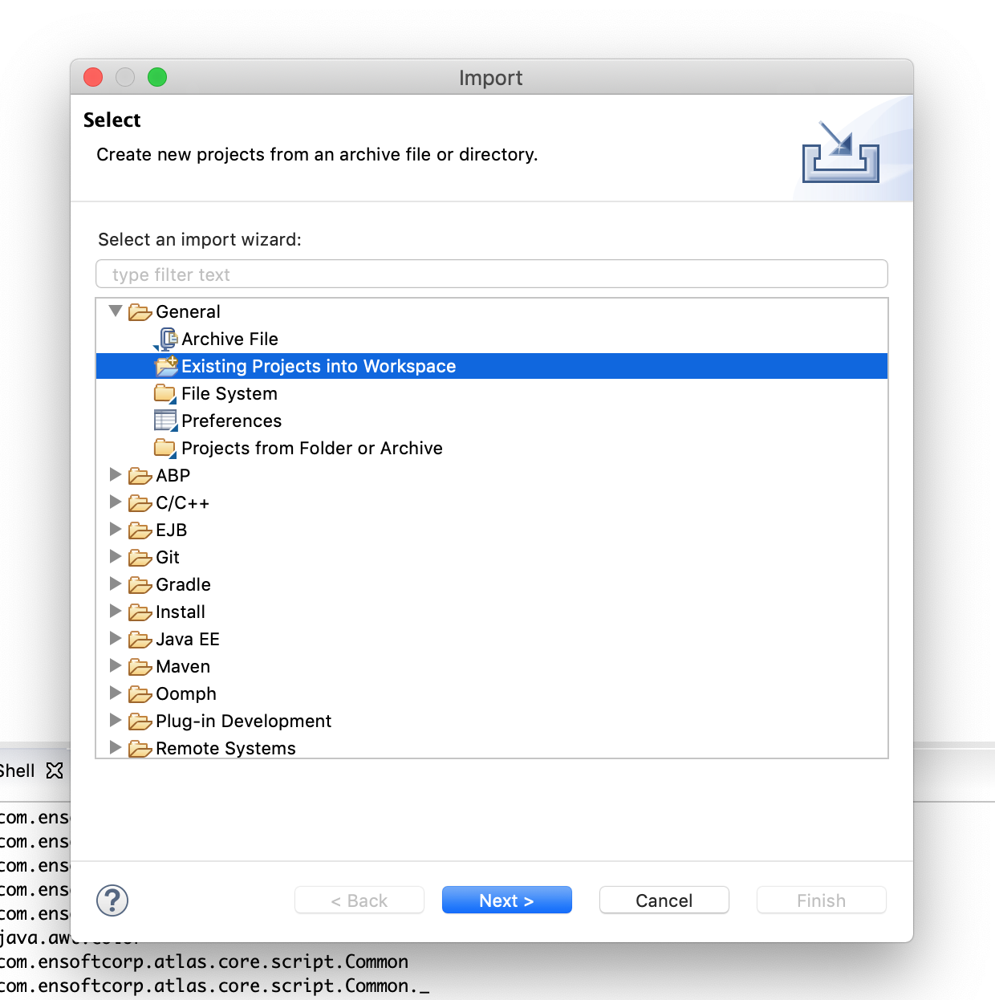 Import
Select
Create new projects from an archive file or directory.
Select an import wizard:
type filter text
General
Archive File
Existing Projects into Workspace
File System
Preferences
Projects from Folder or Archive
ABP
C/C++
EJB
Git
Gradle
Install
Java EE
Maven
Oomph
Plug-in Development
Remote Systems
Shell
com.ens
com.ens
com.ens
com.ens
? < Back Next > Cancel Finish
com.ens
com.ensoftcorp.atlas.core.script.Common
com.ensoftcorp.atlas.core.script.Common._